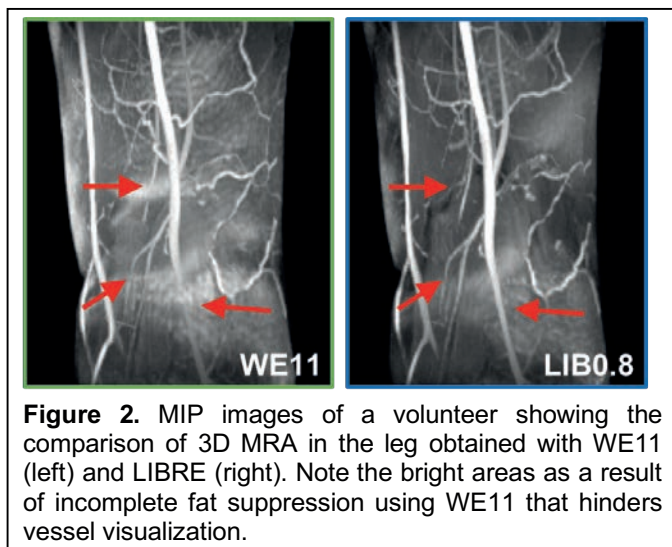 WE11
LIB0.8
Figure 2. MIP images of a volunteer showing the
comparison of 3D MRA in the leg obtained with WE11
(left) and LIBRE (right). Note the bright areas as a result
of incomplete fat suppression using WE11 that hinders
vessel visualization.